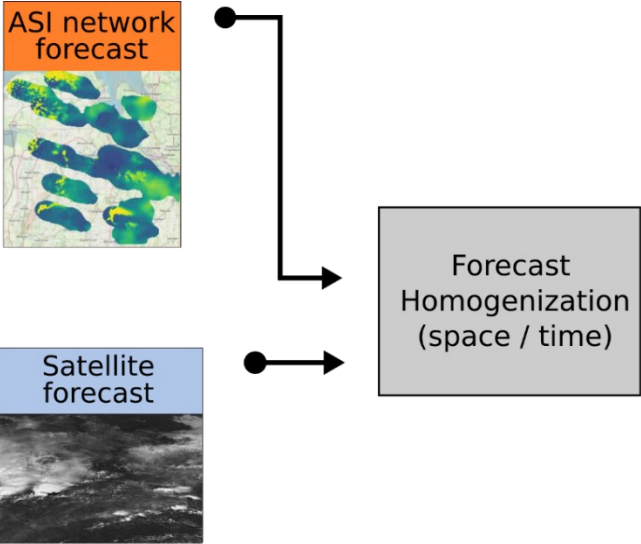 ASI network
forecast
Forecast
Homogenization
(space / time)
Satellite
forecast